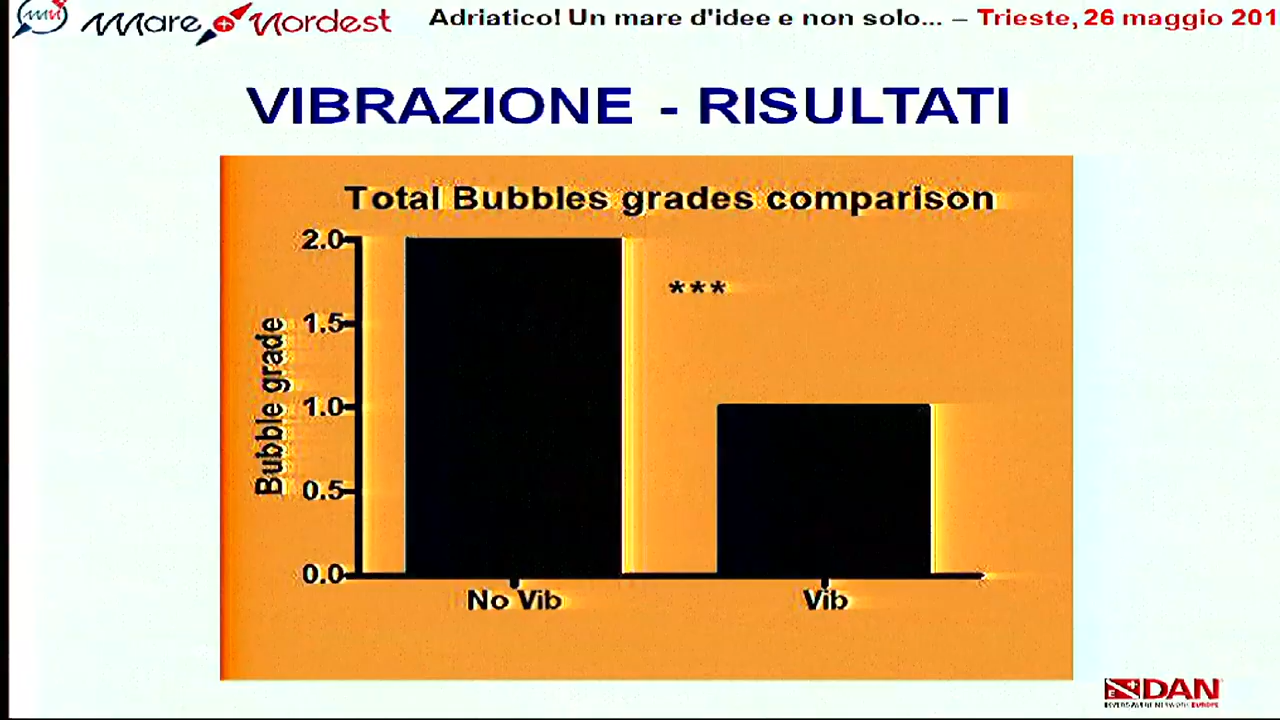 Mare Nordest
Adriatico! Un mare d'idee e non solo... – Trieste, 26 maggio 201
VIBRAZIONE - RISULTATI
Total Bubbles grades comparison
2.0
***
1.5
Bubble grade
1.0
0.5
0.0
No Vib
Vib
DAN
EUROPE